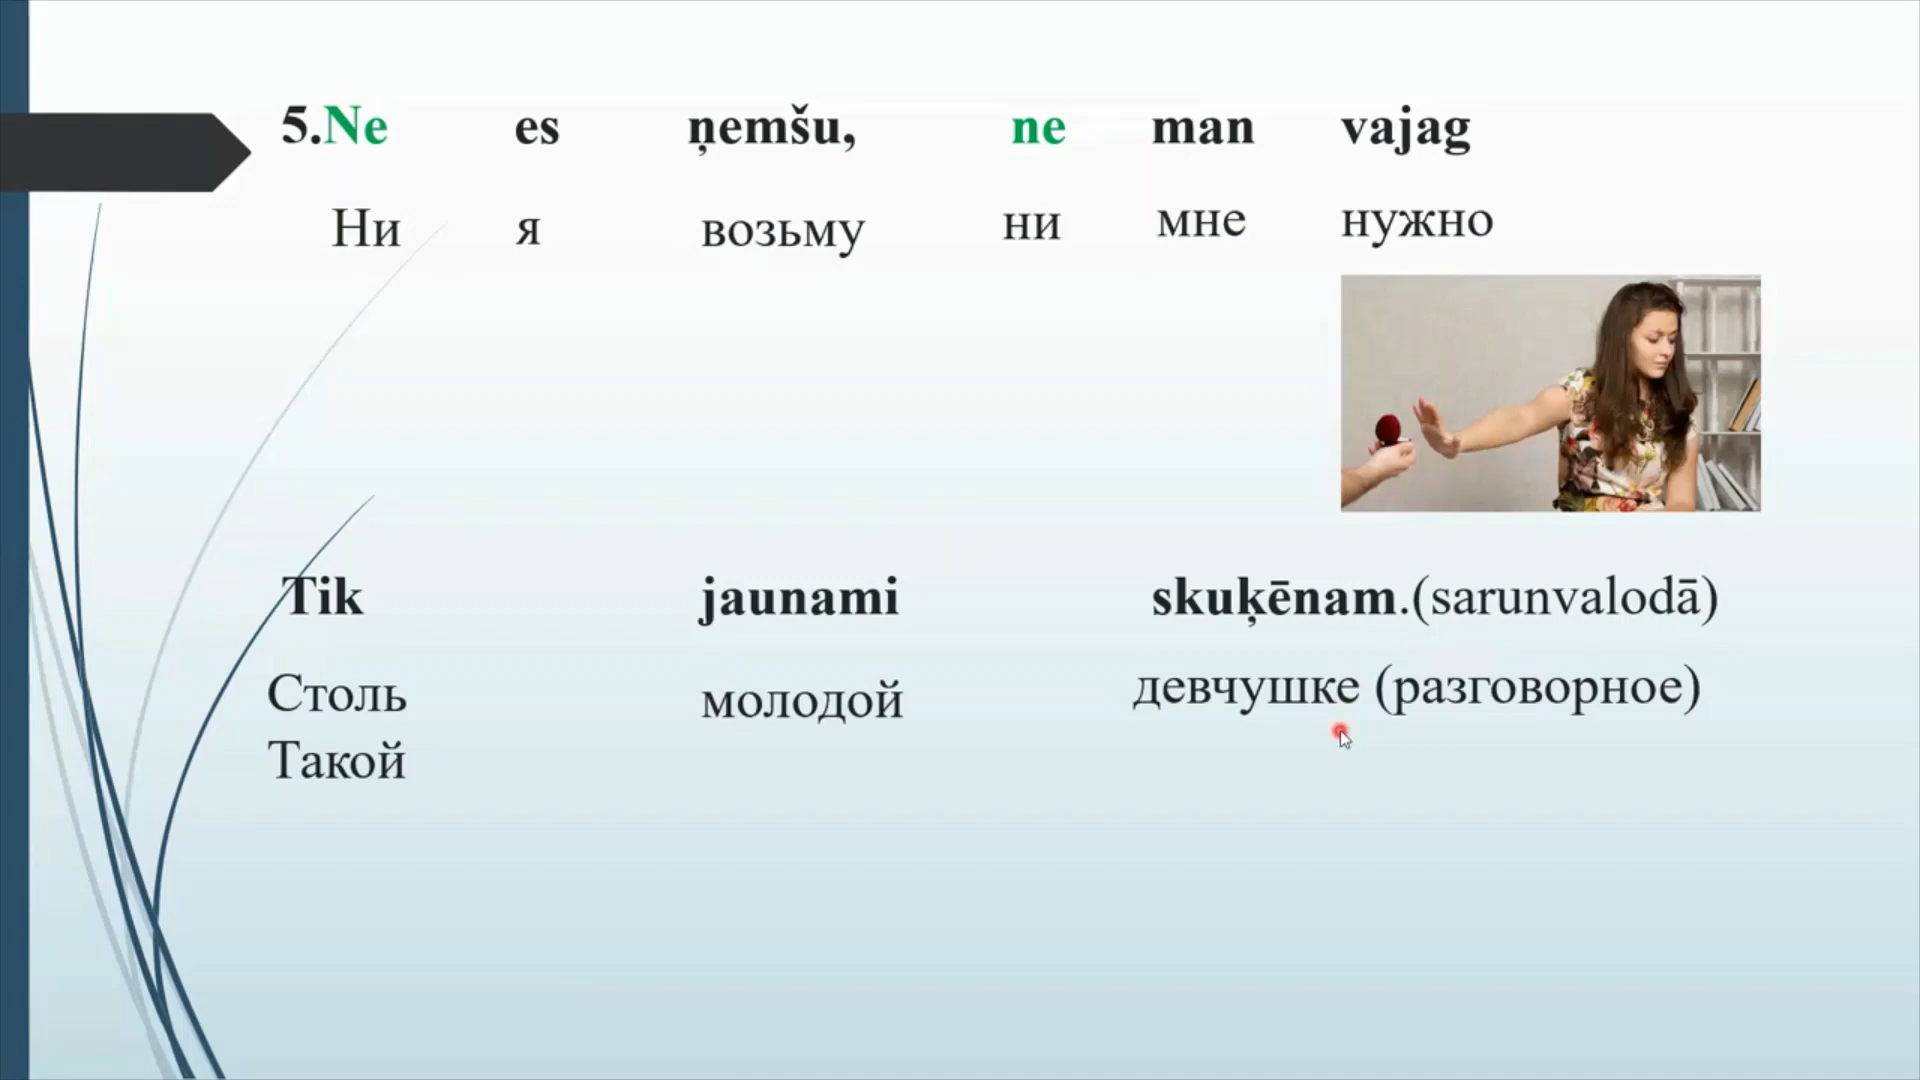 5.Ne es ņemšu, ne man vajag
Ни я возьму ни мне нужно
Tik jaunami skuķēnam.(sarunvalodā)
Столь молодой девчушке (разговорное)
Такой